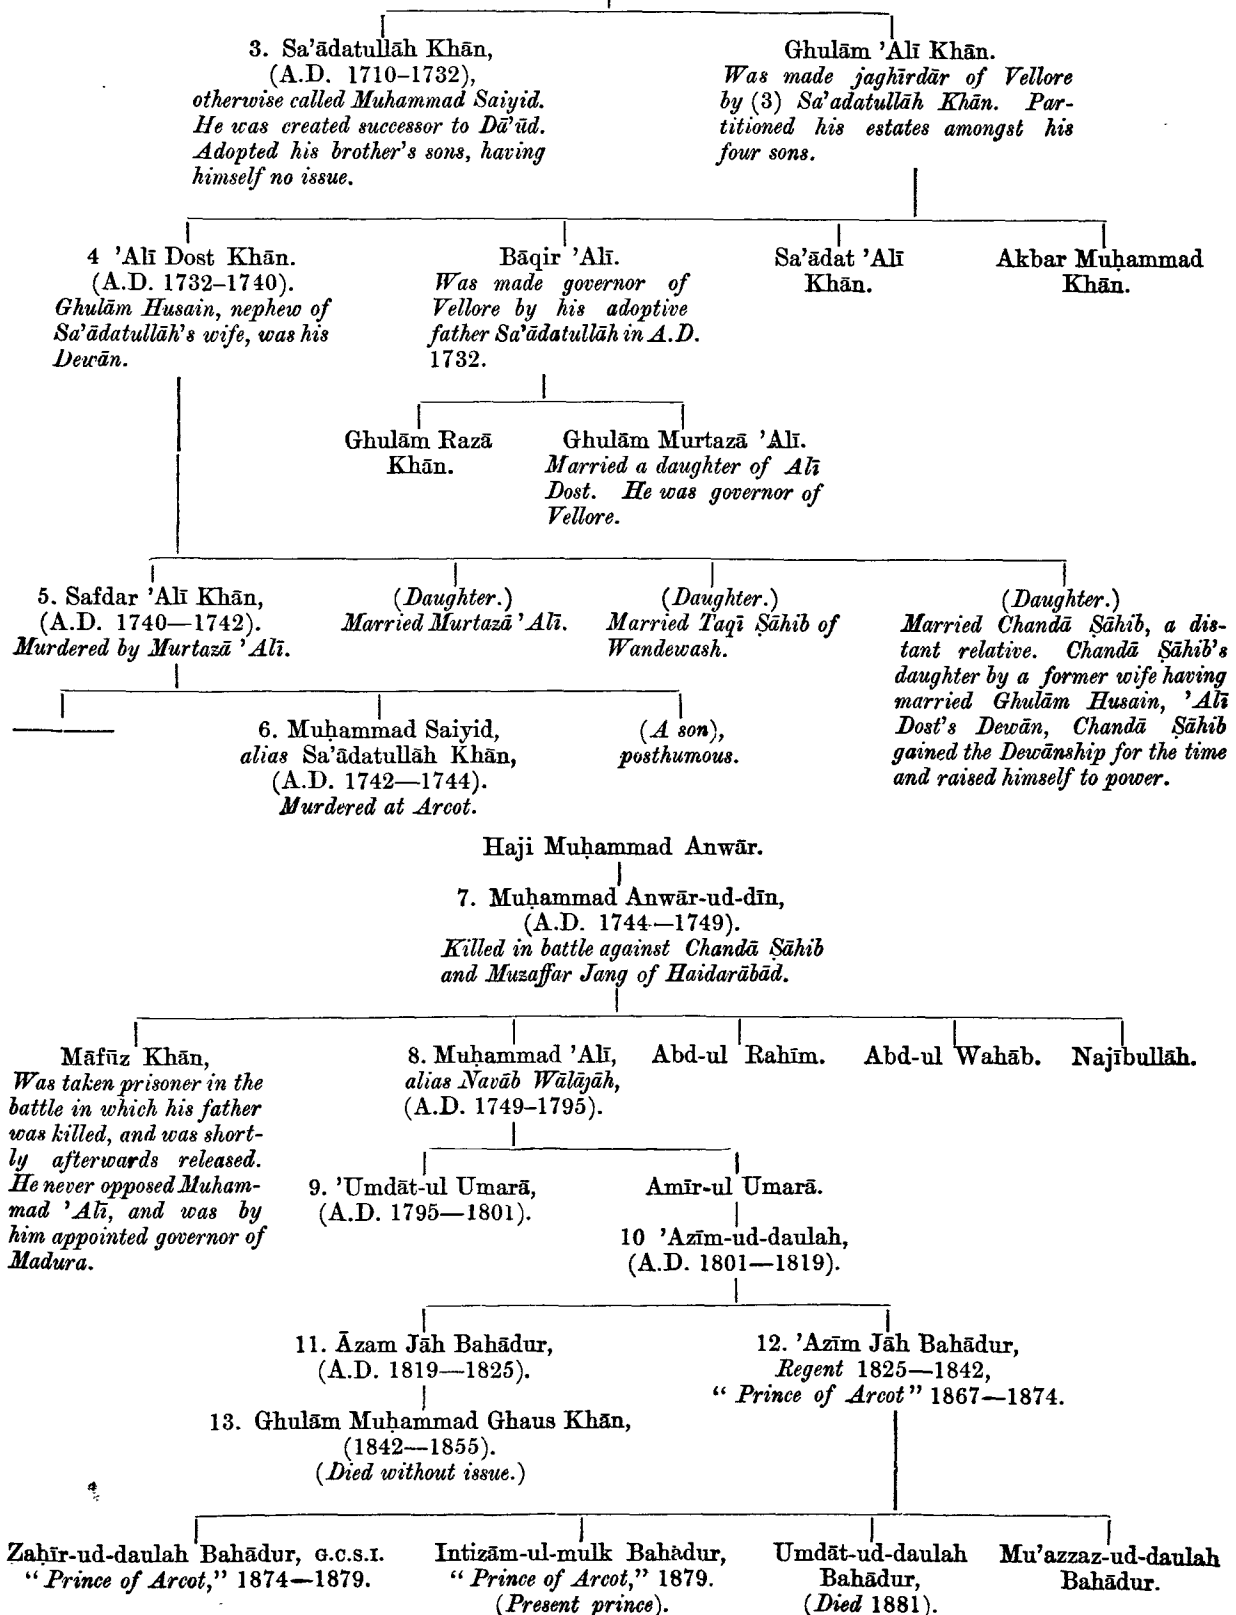 3. Sa'ādatullāh Khān,
(A.D. 1710–1732),
otherwise called Muhammad Saiyid.
He was created successor to Dā'ūd.
Adopted his brother's sons, having
himself no issue.
Ghulām 'Alī Khān.
Was made jaghīrdār of Vellore
by (3) Sa'adatullāh Khān. Par-
titioned his estates amongst his
four sons.
4 'Alī Dost Khān.
(A.D. 1732–1740).
Ghulām Husain, nephew of
Sa'ādatullāh's wife, was his
Dewān.
Bāqir 'Alī.
Was made governor of
Vellore by his adoptive
father Sa'ādatullāh in A.D.
1732.
Sa'ādat 'Alī
Khān.
Akbar Muḥammad
Khān.
Ghulām Razā
Khān.
Ghulām Murtazā 'Alī.
Married a daughter of Alī
Dost. He was governor of
Vellore.
5. Safdar 'Alī Khān,
(A.D. 1740—1742).
Murdered by Murtazā 'Alī.
(Daughter.)
Married Murtazā 'Alī.
(Daughter.)
Married Taqī Ṣāhib of
Wandewash.
(Daughter.)
Married Chandā Ṣāhib, a dis-
tant relative. Chandā Ṣāhib's
daughter by a former wife having
married Ghulām Husain, 'Alī
Dost's Dewān, Chandā Ṣāhib
gained the Dewānship for the time
and raised himself to power.
6. Muḥammad Saiyid,
alias Sa'ādatullāh Khān,
(A.D. 1742—1744).
Murdered at Arcot.
(A son),
posthumous.
Haji Muḥammad Anwār.
7. Muḥammad Anwār-ud-dīn,
(A.D. 1744—1749).
Killed in battle against Chandā Ṣāhib
and Muzaffar Jang of Haidarābād.
Māfūz Khān,
Was taken prisoner in the
battle in which his father
was killed, and was short-
ly afterwards released.
He never opposed Muham-
mad 'Alī, and was by
him appointed governor of
Madura.
8. Muḥammad 'Alī,
alias Navāb Wālājāh,
(A.D. 1749–1795).
Abd-ul Rahīm.
Abd-ul Wahāb.
Najībullāh.
9. 'Umdāt-ul Umarā,
(A.D. 1795—1801).
Amīr-ul Umarā.
10 'Azīm-ud-daulah,
(A.D. 1801—1819).
11. Āzam Jāh Bahādur,
(A.D. 1819—1825).
12. 'Azīm Jāh Bahādur,
Regent 1825—1842,
"Prince of Arcot" 1867—1874.
13. Ghulām Muḥammad Ghaus Khān,
(1842—1855).
(Died without issue.)
Zaḥīr-ud-daulah Bahādur, G.C.S.I.
"Prince of Arcot," 1874—1879.
Intizām-ul-mulk Bahādur,
"Prince of Arcot," 1879.
(Present prince).
Umdāt-ud-daulah
Bahādur,
(Died 1881).
Mu'azzaz-ud-daulah
Bahādur.